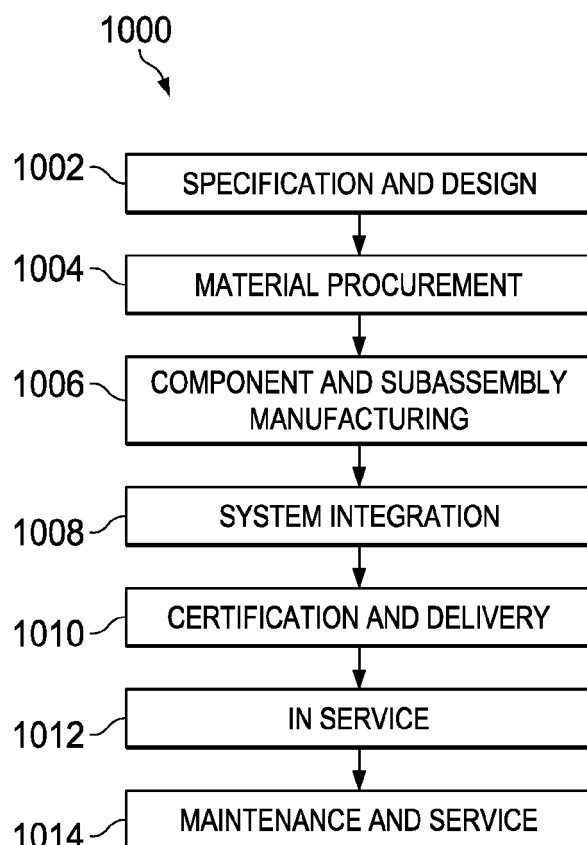 1000
1002 SPECIFICATION AND DESIGN
1004 MATERIAL PROCUREMENT
1006 COMPONENT AND SUBASSEMBLY
MANUFACTURING
1008 SYSTEM INTEGRATION
1010 CERTIFICATION AND DELIVERY
1012 IN SERVICE
1014 MAINTENANCE AND SERVICE